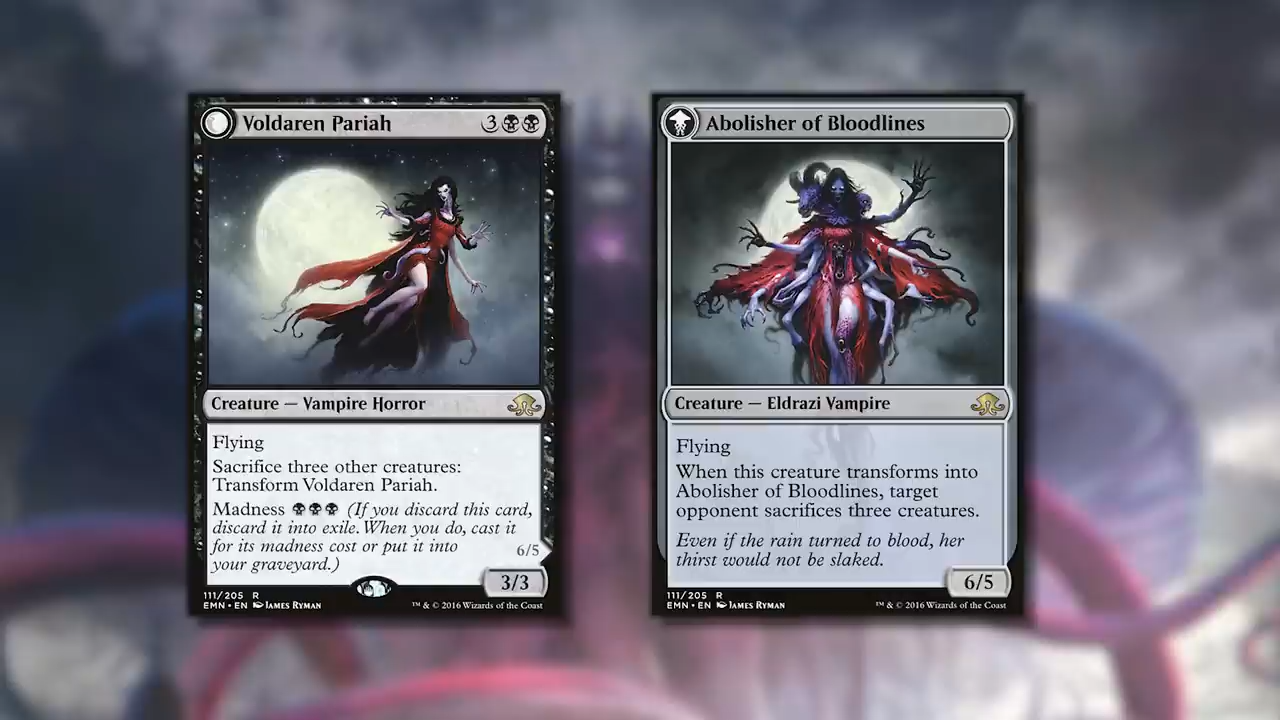 Voldaren Pariah 3
Creature — Vampire Horror
Flying
Sacrifice three other creatures:
Transform Voldaren Pariah.
Madness (If you discard this card,
discard it into exile. When you do, cast it
for its madness cost or put it into
your graveyard.)
6/5
3/3
111/205 R
EMN • EN James Ryman
™ & © 2016 Wizards of the Coast
Abolisher of Bloodlines
Creature — Eldrazi Vampire
Flying
When this creature transforms into
Abolisher of Bloodlines, target
opponent sacrifices three creatures.
Even if the rain turned to blood, her
thirst would not be slaked.
6/5
111/205 R
EMN • EN James Ryman
™ & © 2016 Wizards of the Coast